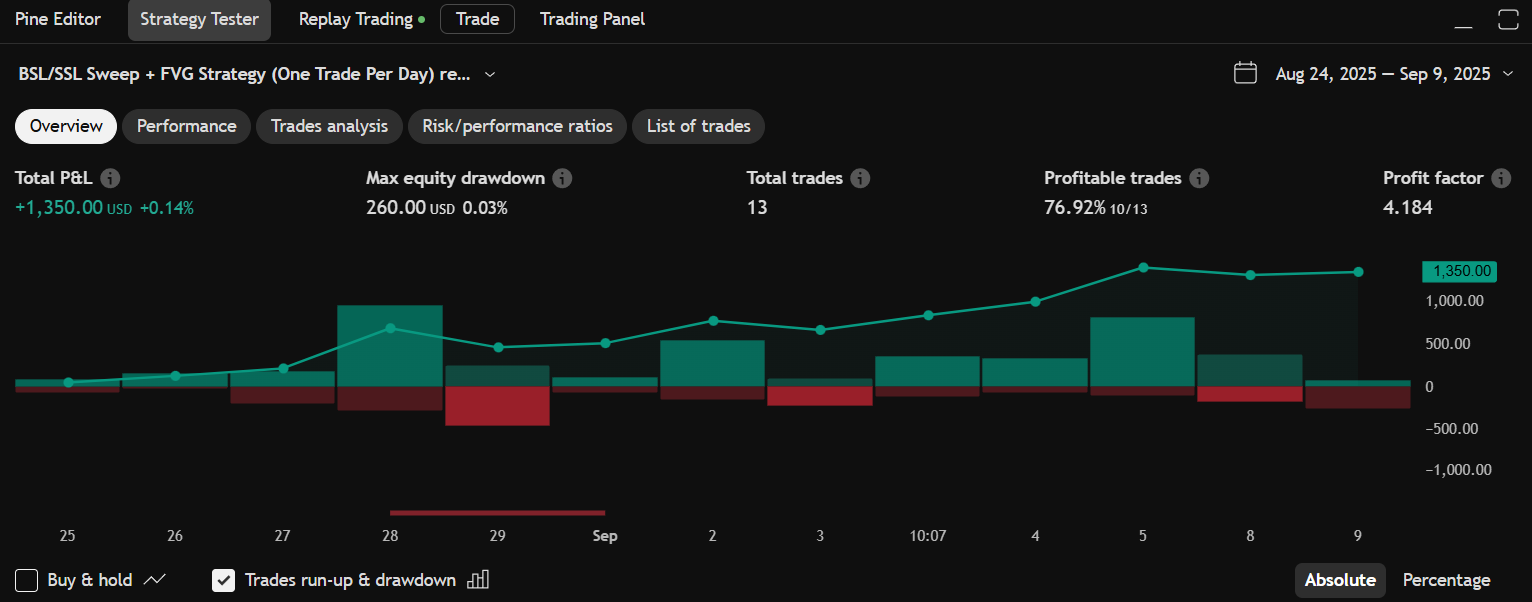 Pine Editor Strategy Tester Replay Trading Trade Trading Panel
BSL/SSL Sweep + FVG Strategy (One Trade Per Day) re... Aug 24, 2025 — Sep 9, 2025
Overview Performance Trades analysis Risk/performance ratios List of trades
Total P&L Max equity drawdown Total trades Profitable trades Profit factor
+1,350.00 USD +0.14% 260.00 USD 0.03% 13 76.92% 10/13 4.184
1,350.00
1,000.00
500.00
0
−500.00
−1,000.00
25 26 27 28 29 Sep 2 3 10:07 4 5 8 9
Buy & hold Trades run-up & drawdown Absolute Percentage